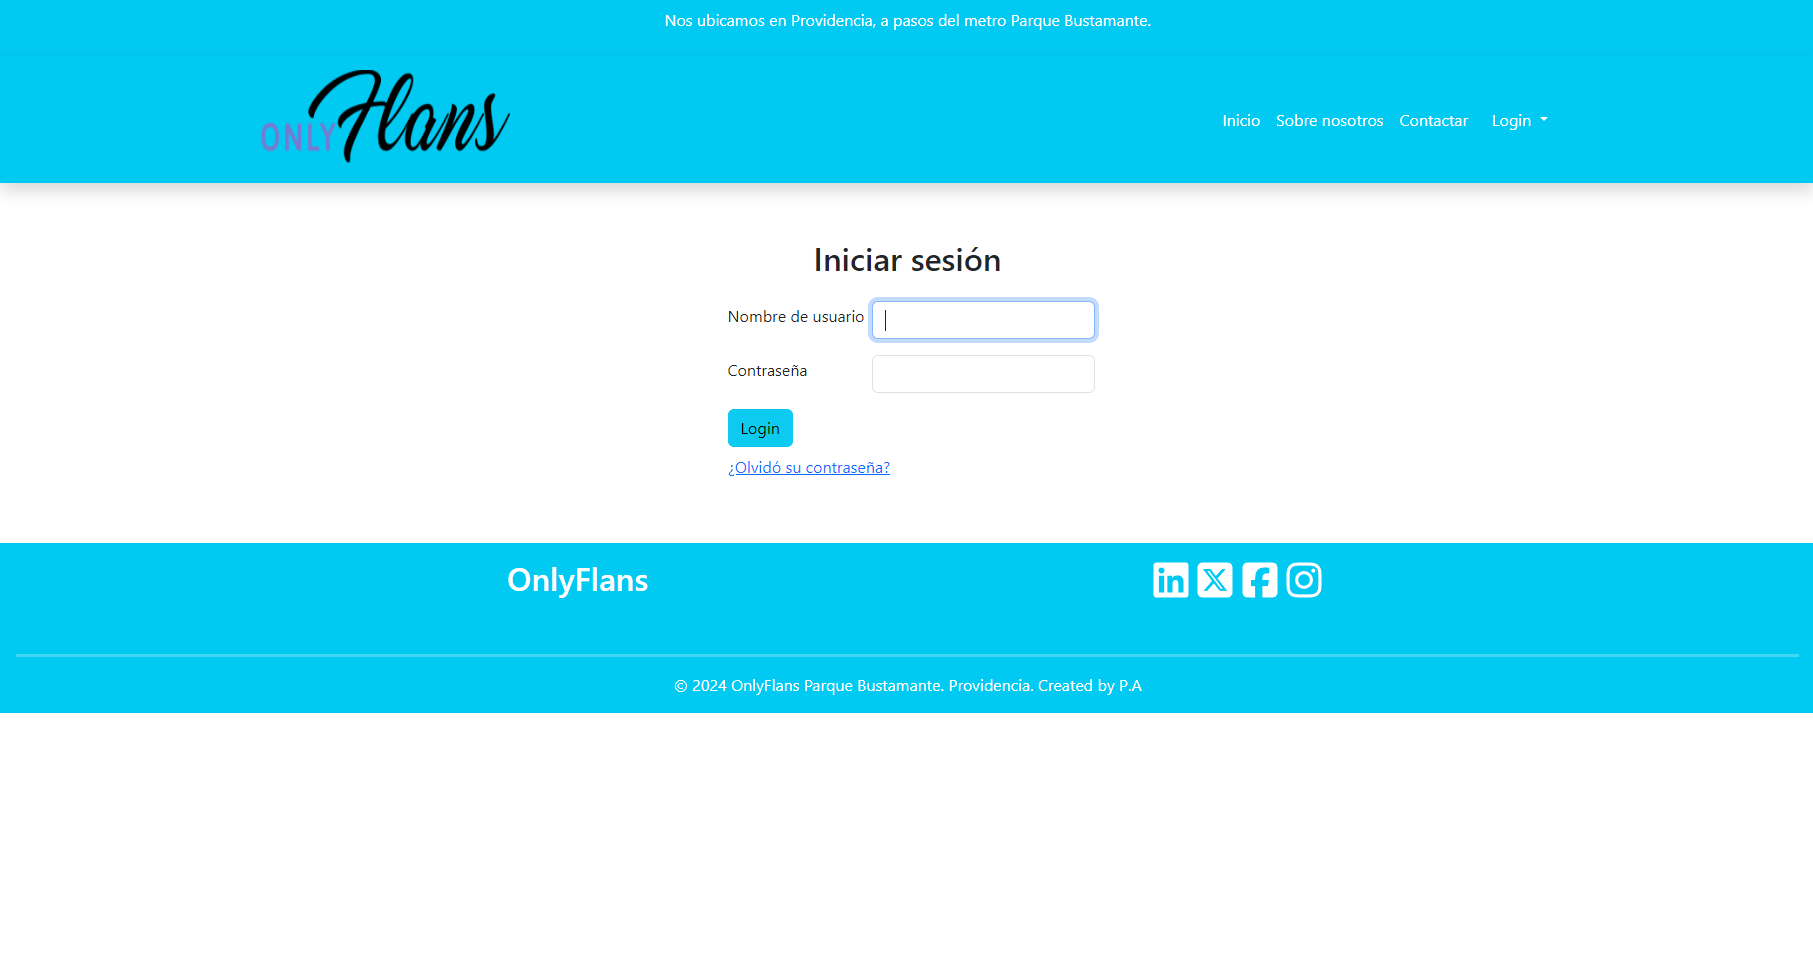 Nos ubicamos en Providencia, a pasos del metro Parque Bustamante.
ONLY Flans
Inicio Sobre nosotros Contactar Login
Iniciar sesión
Nombre de usuario
Contraseña
Login
¿Olvidó su contraseña?
OnlyFlans
© 2024 OnlyFlans Parque Bustamante. Providencia. Created by P.A